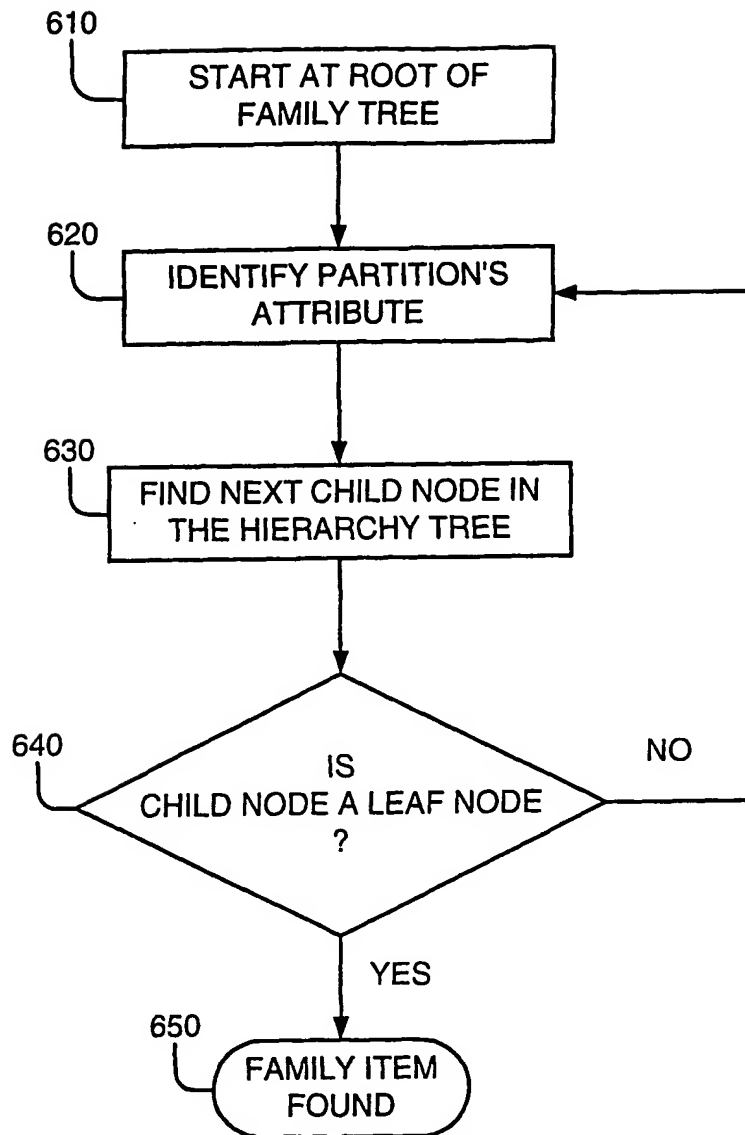 610
START AT ROOT OF
FAMILY TREE
620
IDENTIFY PARTITION'S
ATTRIBUTE
630
FIND NEXT CHILD NODE IN
THE HIERARCHY TREE
640
IS
CHILD NODE A LEAF NODE
?
NO
YES
650
FAMILY ITEM
FOUND